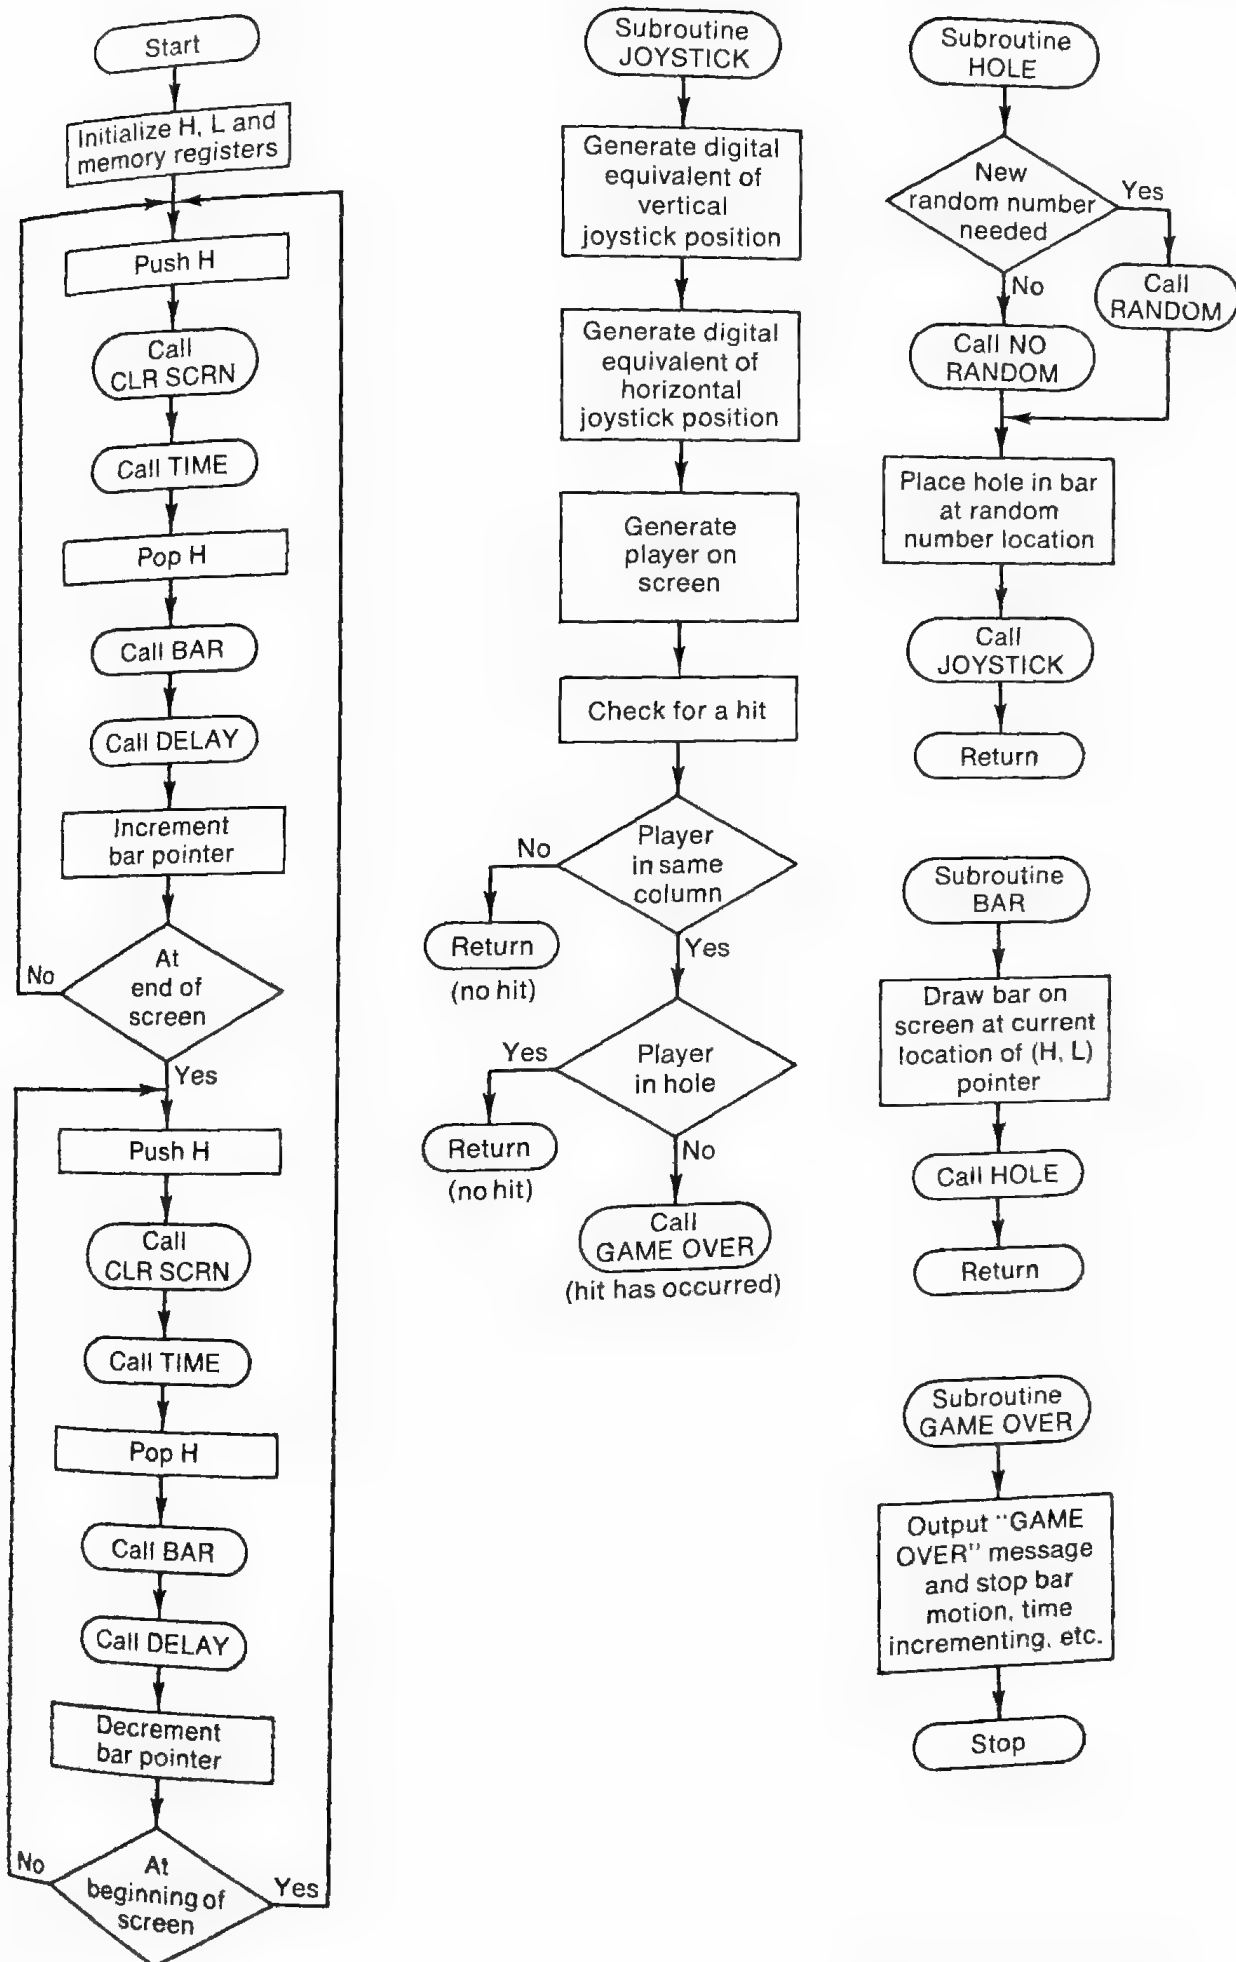 Start
Initialize H, L and
memory registers
Push H
Call
CLR SCRN
Call TIME
Pop H
Call BAR
Call DELAY
Increment
bar pointer
At
end of
screen
No
Yes
Push H
Call
CLR SCRN
Call TIME
Pop H
Call BAR
Call DELAY
Decrement
bar pointer
At
beginning of
screen
No
Yes
Subroutine
JOYSTICK
Generate digital
equivalent of
vertical
joystick position
Generate digital
equivalent of
horizontal
joystick position
Generate
player on
screen
Check for a hit
Player
in same
column
No
Return
(no hit)
Yes
Player
in hole
Yes
Return
(no hit)
No
Call
GAME OVER
(hit has occurred)
Subroutine
HOLE
New
random number
needed
Yes
No
Call
RANDOM
Call NO
RANDOM
Place hole in bar
at random
number location
Call
JOYSTICK
Return
Subroutine
BAR
Draw bar on
screen at current
location of (H, L)
pointer
Call HOLE
Return
Subroutine
GAME OVER
Output "GAME
OVER" message
and stop bar
motion, time
incrementing, etc.
Stop